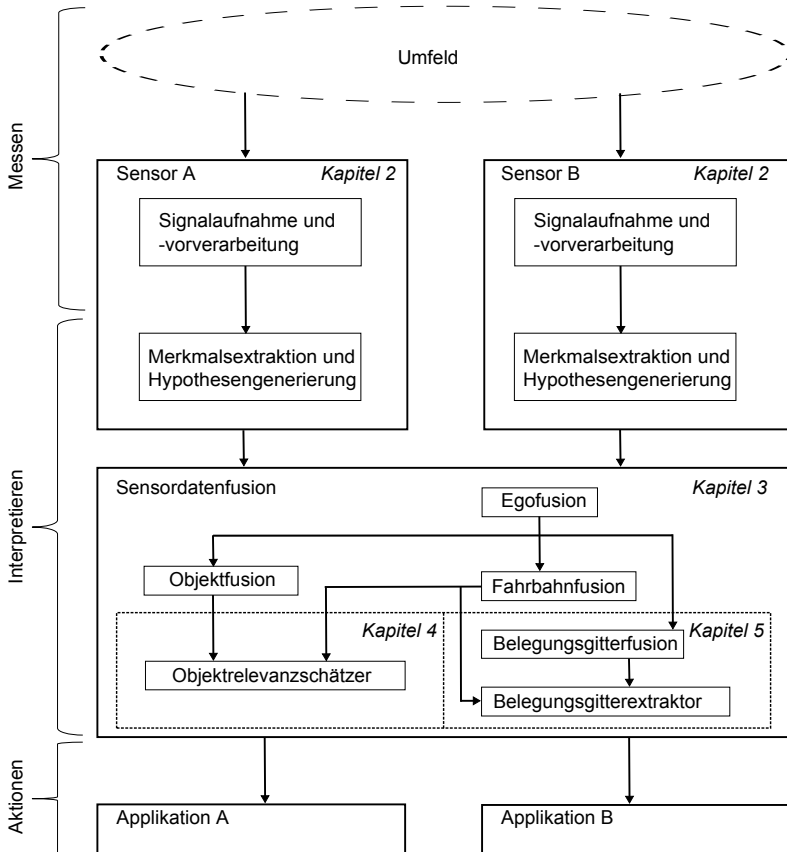 Umfeld
Messen
Sensor A
Kapitel 2
Signalaufnahme und
-vorverarbeitung
Merkmalsextraktion und
Hypothesengenerierung
Sensor B
Kapitel 2
Signalaufnahme und
-vorverarbeitung
Merkmalsextraktion und
Hypothesengenerierung
Interpretieren
Sensordatenfusion
Kapitel 3
Egofusion
Objektfusion
Fahrbahnfusion
Kapitel 4
Kapitel 5
Belegungsgitterfusion
Objektrelevanzschätzer
Belegungsgitterextraktor
Aktionen
Applikation A
Applikation B